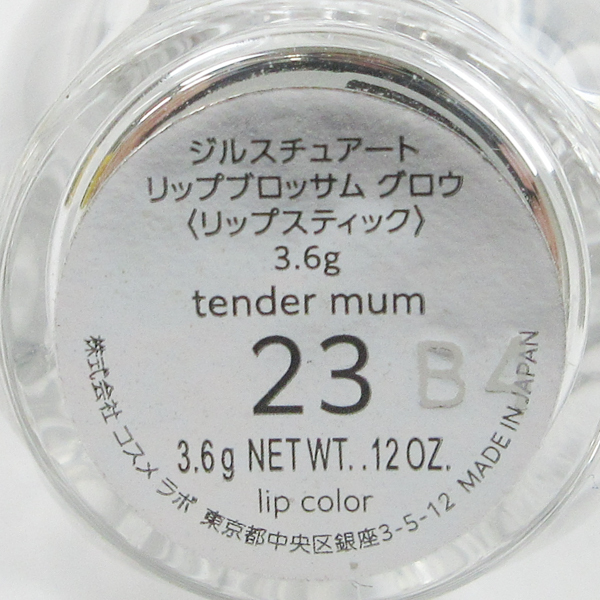 ジルスチュアート
リップブロッサム グロウ
〈リップスティック〉
3.6g
tender mum
23
B4
3.6g NET WT. .12 OZ.
lip color
株式会社 コスメ ラボ 東京都中央区銀座3-5-12 MADE IN JAPAN